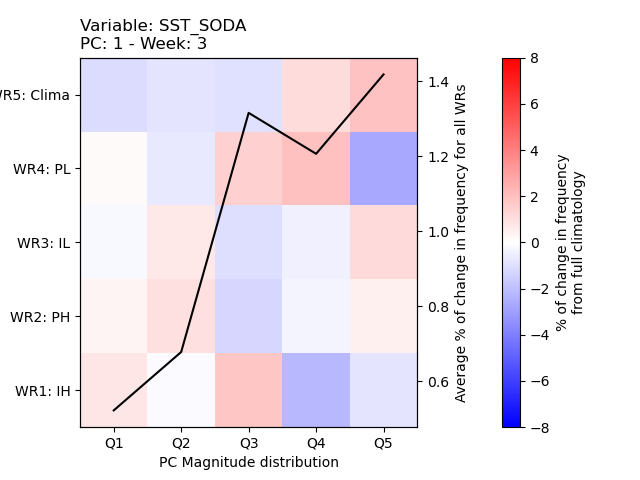 Variable: SST_SODA
PC: 1 - Week: 3
WR5: Clima
WR4: PL
WR3: IL
WR2: PH
WR1: IH
Q1 Q2 Q3 Q4 Q5
PC Magnitude distribution
1.4
1.2
1.0
0.8
0.6
Average % of change in frequency for all WRs
8
6
4
2
0
−2
−4
−6
−8
% of change in frequency
from full climatology